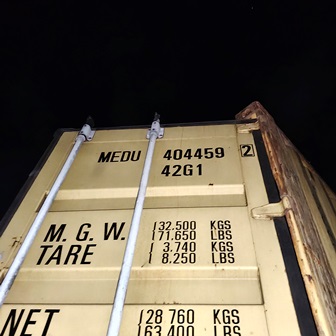 MEDU 404459 2
42G1
M. G. W. 32.500 KGS
71.650 LBS
TARE 3.740 KGS
8.250 LBS
NET 28 760 KGS
63.400 LBS